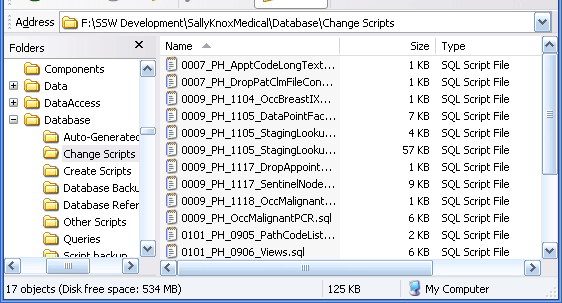 Address F:\SSW Development\SallyKnoxMedical\Database\Change Scripts
Folders
Components
Data
DataAccess
Database
Auto-Generated
Change Scripts
Create Scripts
Database Backu
Database Refer
Other Scripts
Queries
Script backup
Name Size Type
0007_PH_ApptCodeLongText... 1 KB SQL Script File
0007_PH_DropPatClmFileCon... 1 KB SQL Script File
0009_PH_1104_OccBreastIX... 1 KB SQL Script File
0009_PH_1105_DataPointFac... 7 KB SQL Script File
0009_PH_1105_StagingLooku... 4 KB SQL Script File
0009_PH_1105_StagingLooku... 57 KB SQL Script File
0009_PH_1117_DropAppoint... 1 KB SQL Script File
0009_PH_1117_SentinelNode... 9 KB SQL Script File
0009_PH_1118_OccMalignant... 1 KB SQL Script File
0009_PH_OccMalignantPCR.sql 6 KB SQL Script File
0101_PH_0905_PathCodeList... 2 KB SQL Script File
0101_PH_0906_Views.sql 6 KB SQL Script File
17 objects (Disk free space: 534 MB) 125 KB My Computer